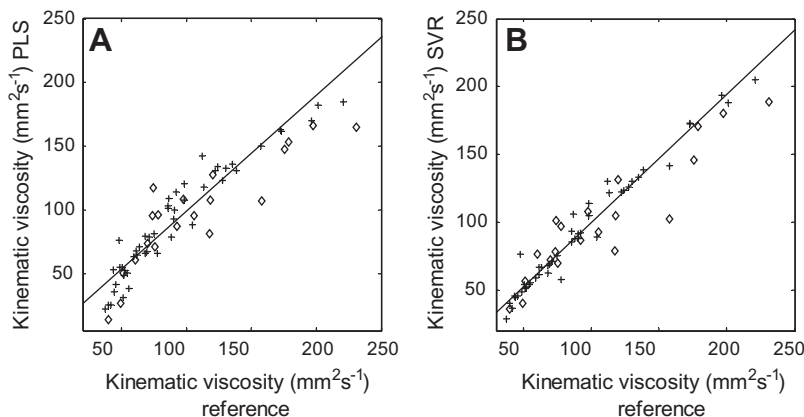 A
Kinematic viscosity (mm²s⁻¹) PLS
250
200
150
100
50
50 100 150 200 250
Kinematic viscosity (mm²s⁻¹)
reference
B
Kinematic viscosity (mm²s⁻¹) SVR
250
200
150
100
50
50 100 150 200 250
Kinematic viscosity (mm²s⁻¹)
reference